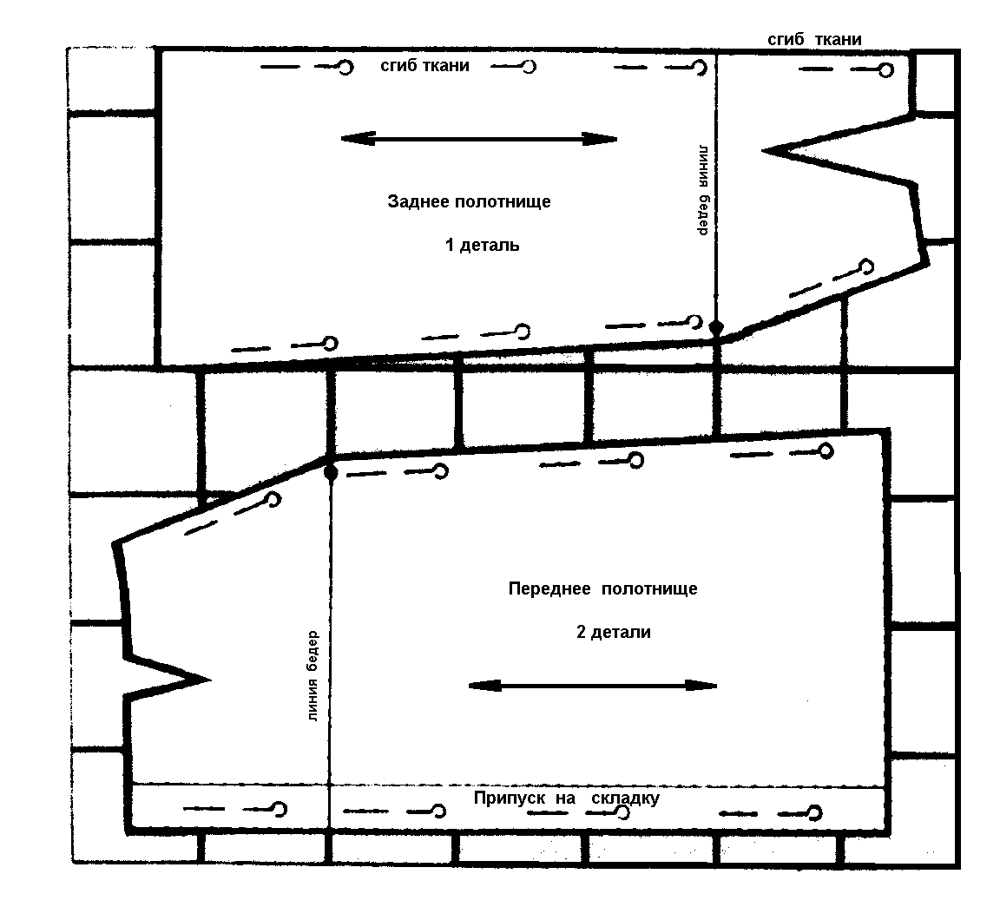 сгиб ткани
сгиб ткани
линия бедер
Заднее полотнище
1 деталь
Переднее полотнище
2 детали
линия бедер
Припуск на складку